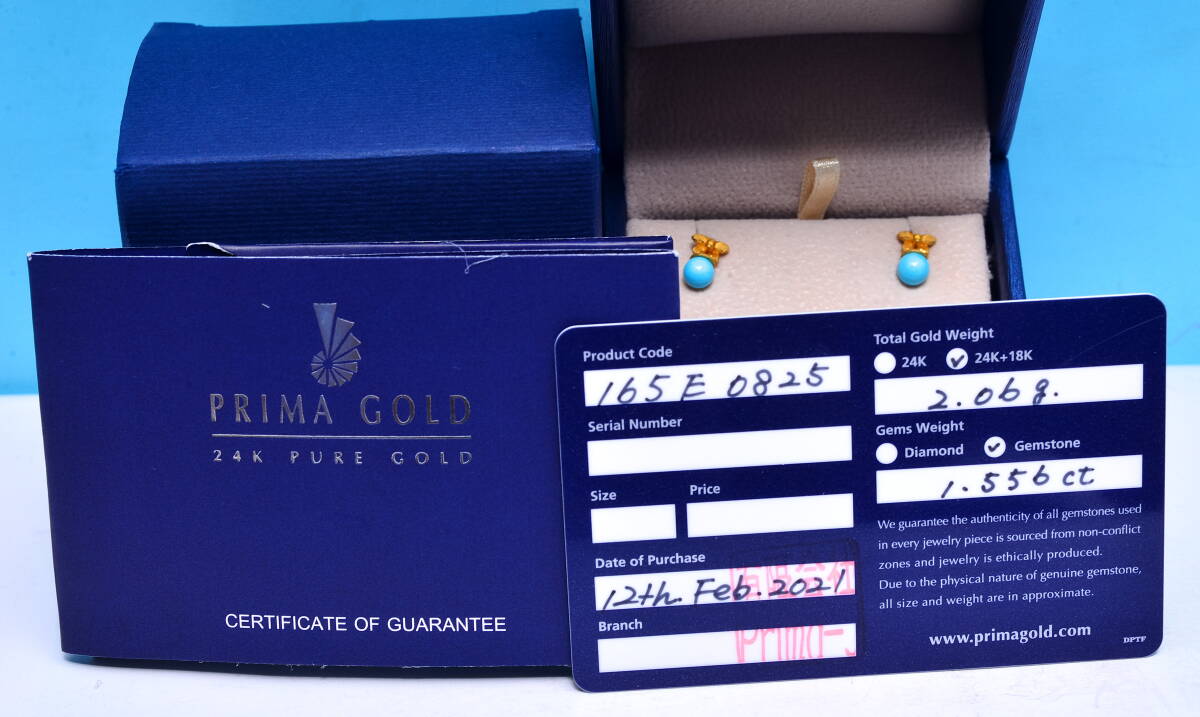 PRIMA GOLD
24K PURE GOLD
CERTIFICATE OF GUARANTEE
Product Code
165E 0825
Serial Number
Size
Price
Date of Purchase
12th. Feb. 2021
Branch
Total Gold Weight
24K
24K+18K
2.06g.
Gems Weight
Diamond
Gemstone
1.556 ct
We guarantee the authenticity of all gemstones used
in every jewelry piece is sourced from non-conflict
zones and jewelry is ethically produced.
Due to the physical nature of genuine gemstone,
all size and weight are in approximate.
www.primagold.com
DPTF